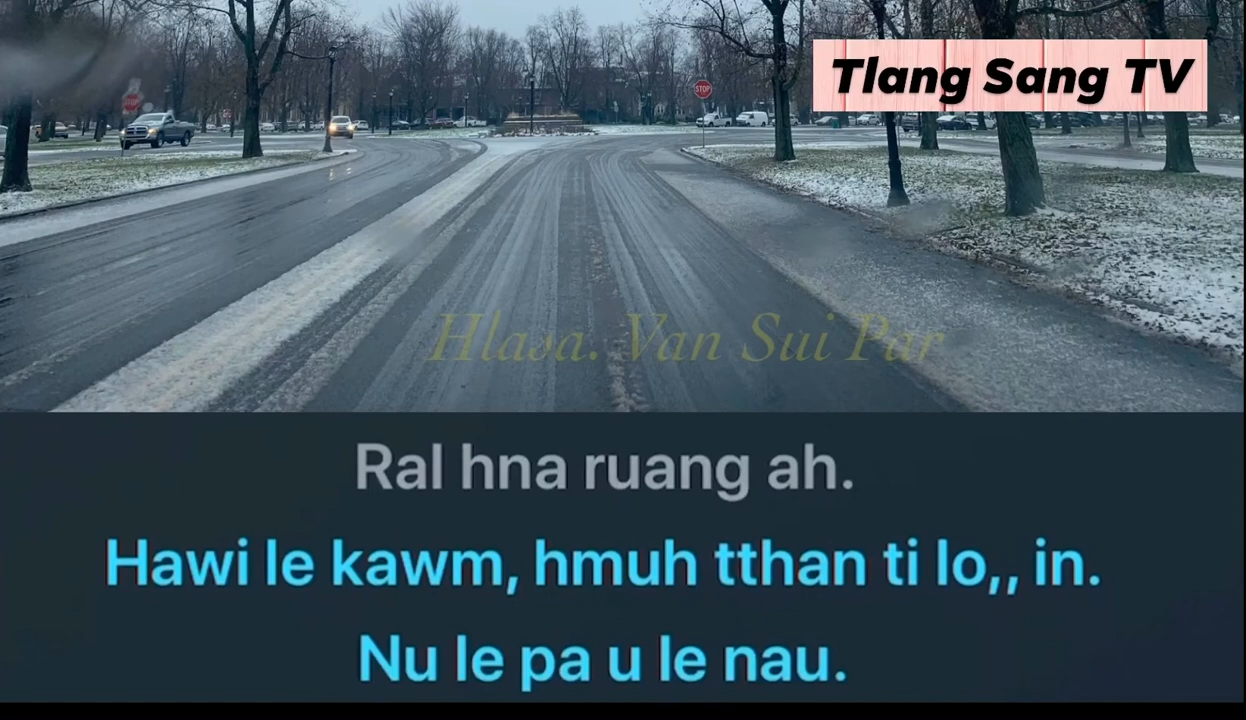 Tlang Sang TV
STOP
Hlasa. Van Sui Par
Ral hna ruang ah.
Hawi le kawm, hmuh tthan ti lo,, in.
Nu le pa u le nau.